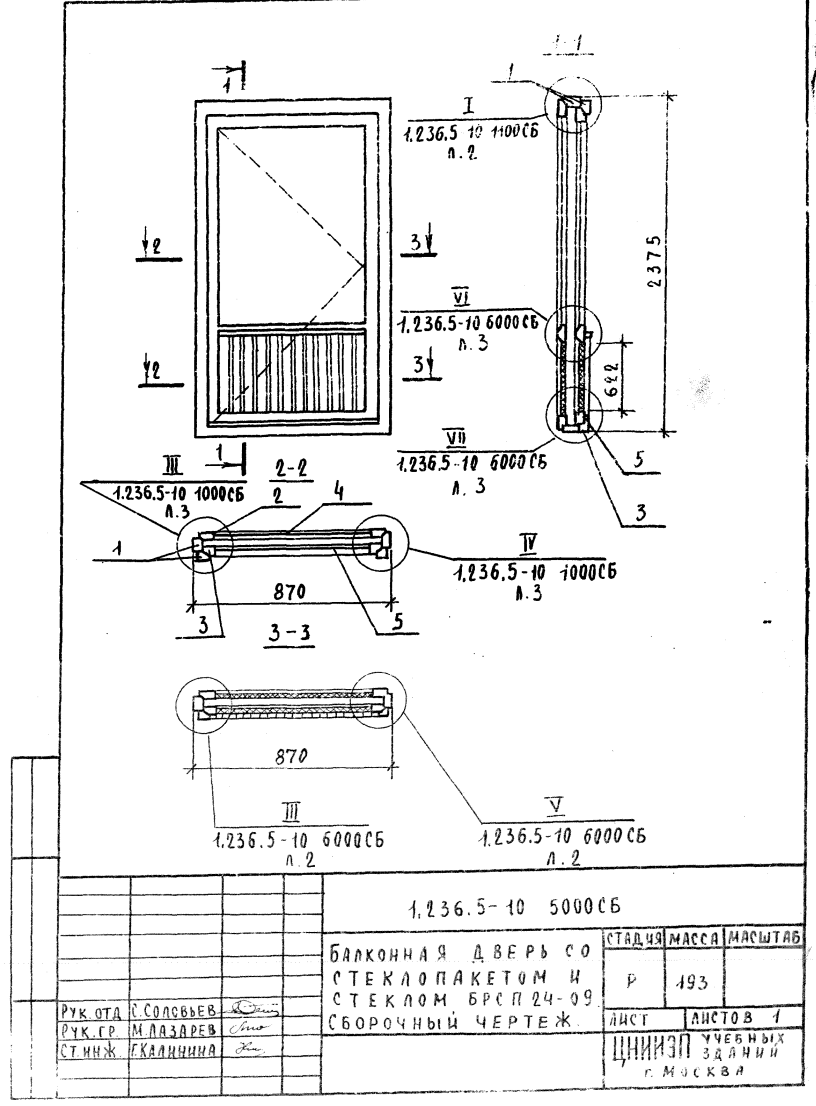 1
1-1
1
I
1.236.5-10 1100СБ
л.2
2
3
2375
VI
1.236.5-10 6000СБ
л.3
2
3
622
VII
1.236.5-10 6000СБ
л.3
5
3
1
III
1.236.5-10 1000СБ
л.3
2-2
2
4
1
IV
1.236.5-10 1000СБ
л.3
870
3
5
3-3
870
III
1.236.5-10 6000СБ
л.2
V
1.236.5-10 6000СБ
л.2
1.236.5-10 5000СБ
БАЛКОННАЯ ДВЕРЬ СО
СТЕКЛОПАКЕТОМ И
СТЕКЛОМ БРСП 24-09.
СБОРОЧНЫЙ ЧЕРТЕЖ.
СТАДИЯ МАССА МАСШТАБ
Р 193
ЛИСТ ЛИСТОВ 1
ЦНИИЭП УЧЕБНЫХ
ЗДАНИЙ
г. МОСКВА
РУК.ОТД С.СОЛОВЬЕВ
РУК.ГР. М.ЛАЗАРЕВ
СТ.ИНЖ. Г.КАЛИНИНА